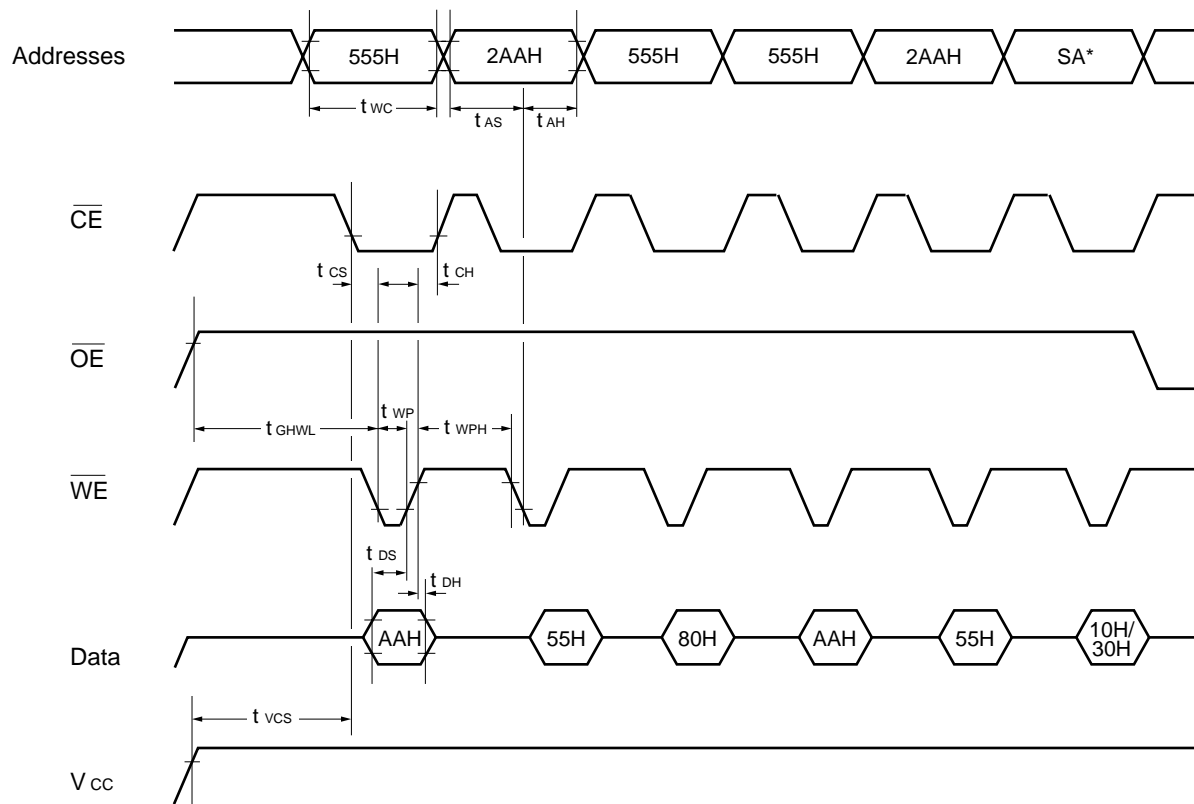 Addresses 555H 2AAH 555H 555H 2AAH SA*
t WC t AS t AH
CE
t CS t CH
OE
t GHWL t WP t WPH
WE
t DS t DH
Data AAH 55H 80H AAH 55H 10H/
30H
t VCS
V CC